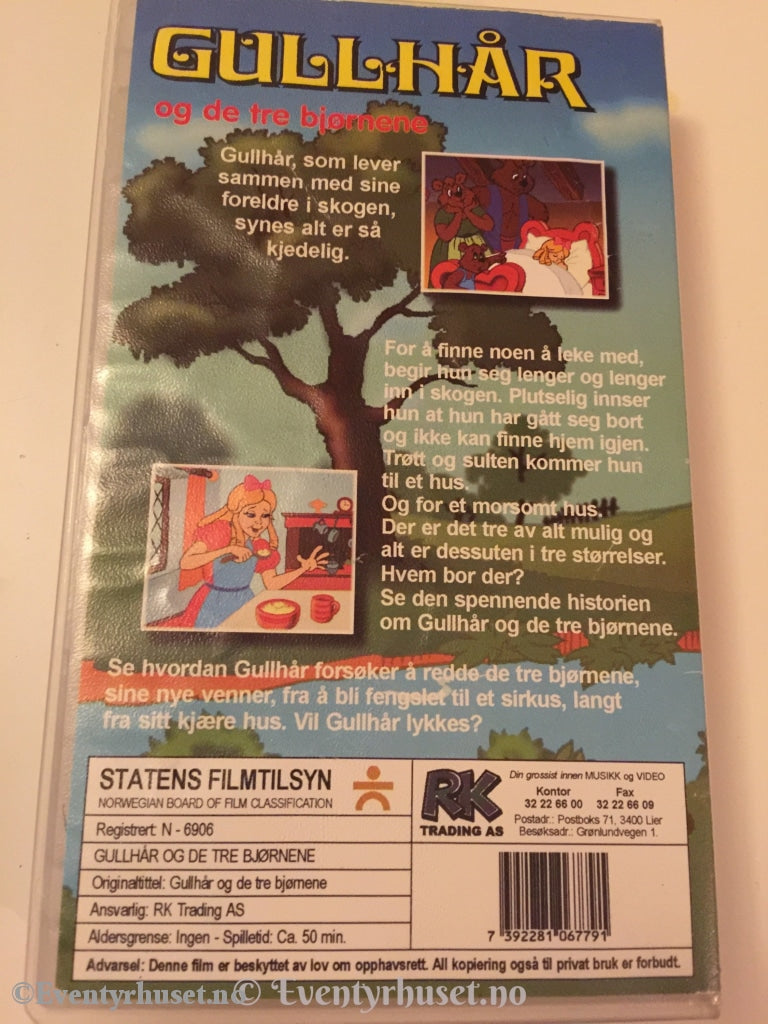 GULLHÅR
og de tre bjørnene
Gullhår, som lever
sammen med sine
foreldre i skogen,
synes alt er så
kjedelig.
For å finne noen å leke med,
begir hun seg lenger og lenger
inn i skogen. Plutselig innser
hun at hun har gått seg bort
og ikke kan finne hjem igjen.
Trøtt og sulten kommer hun
til et hus.
Og for et morsomt hus.
Der er det tre av alt mulig og
alt er dessuten i tre størrelser.
Hvem bor der?
Se den spennende historien
om Gullhår og de tre bjørnene.
Se hvordan Gullhår forsøker å redde de tre bjørnene,
sine nye venner, fra å bli fengslet til et sirkus, langt
fra sitt kjære hus. Vil Gullhår lykkes?
STATENS FILMTILSYN
NORWEGIAN BOARD OF FILM CLASSIFICATION
Registrert: N - 6906
GULLHÅR OG DE TRE BJØRNENE
Originaltittel: Gullhår og de tre bjørnene
Ansvarlig: RK Trading AS
Aldersgrense: Ingen - Spilletid: Ca. 50 min.
RK
TRADING AS
Din grossist innen MUSIKK og VIDEO
Kontor Fax
32 22 66 00 32 22 66 09
Postadr.: Postboks 71, 3400 Lier
Besøksadr.: Grønlundvegen 1.
7 392281 067791
Advarsel: Denne film er beskyttet av lov om opphavsrett. All kopiering også til privat bruk er forbudt.
©Eventyrhuset.no © Eventyrhuset.no